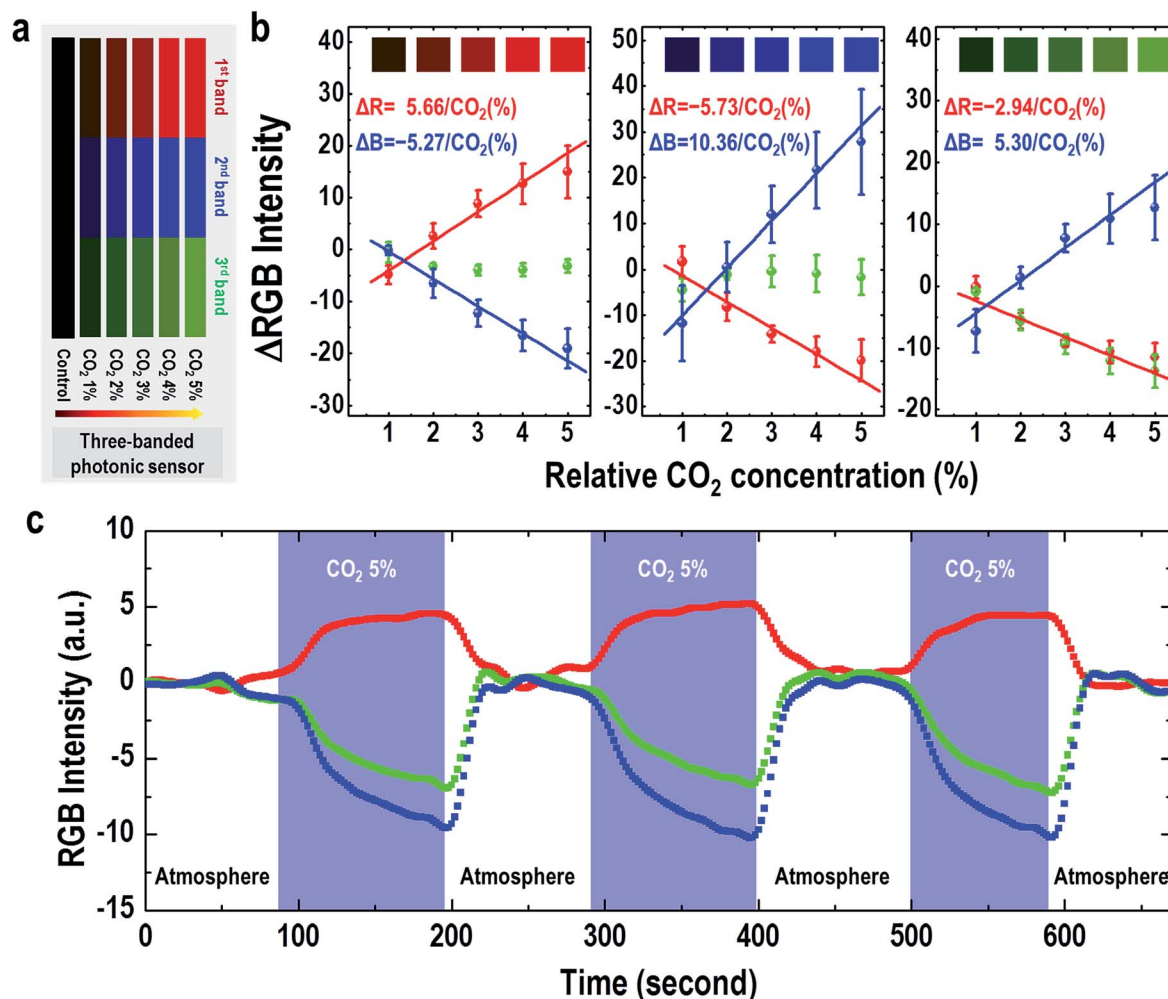 a
1st band
2nd band
3rd band
Control
CO2 1%
CO2 2%
CO2 3%
CO2 4%
CO2 5%
Three-banded
photonic sensor
b
ΔRGB Intensity
40
30
20
10
0
-10
-20
-30
ΔR= 5.66/CO2(%)
ΔB=−5.27/CO2(%)
1 2 3 4 5
50
40
30
20
10
0
-10
-20
-30
ΔR=−5.73/CO2(%)
ΔB=10.36/CO2(%)
1 2 3 4 5
40
30
20
10
0
-10
-20
ΔR=−2.94/CO2(%)
ΔB= 5.30/CO2(%)
1 2 3 4 5
Relative CO2 concentration (%)
c
RGB Intensity (a.u.)
10
5
0
-5
-10
-15
CO2 5% CO2 5% CO2 5%
Atmosphere Atmosphere Atmosphere Atmosphere
0 100 200 300 400 500 600
Time (second)